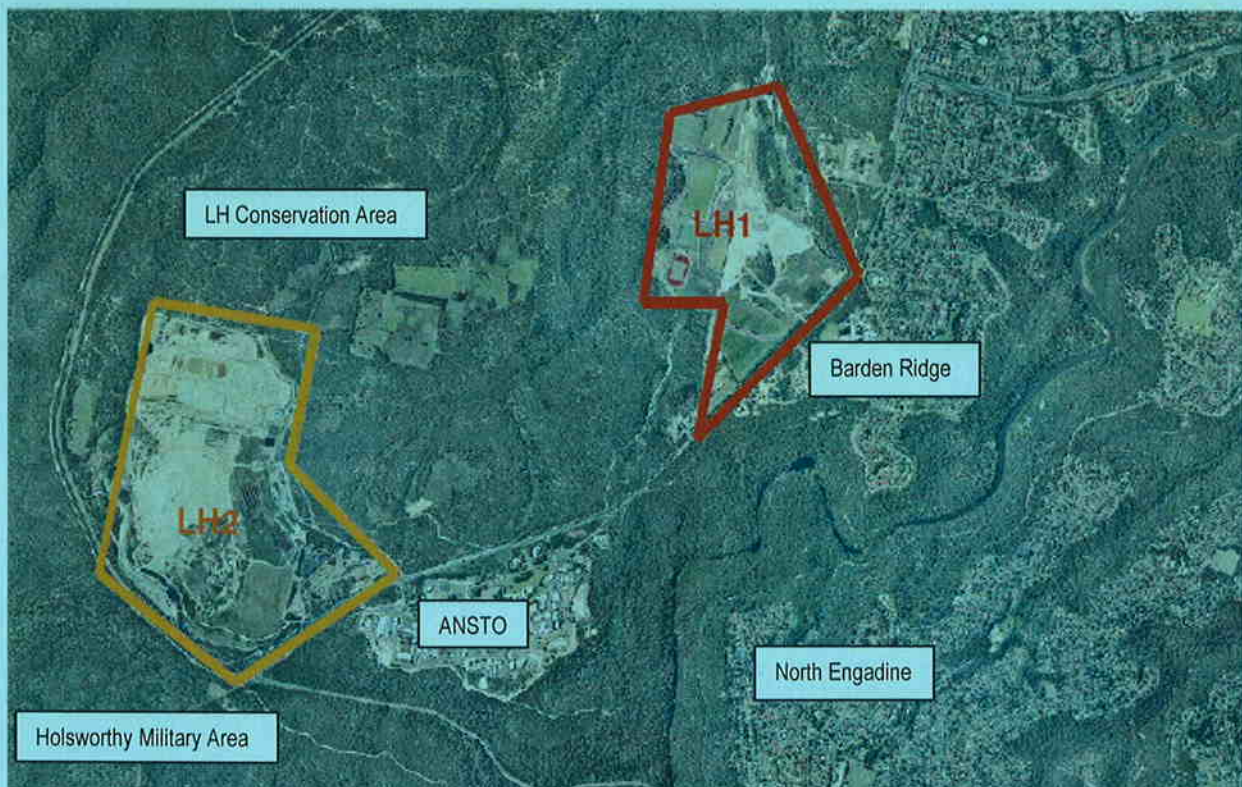 LH Conservation Area
LH1
Barden Ridge
LH2
ANSTO
North Engadine
Holsworthy Military Area